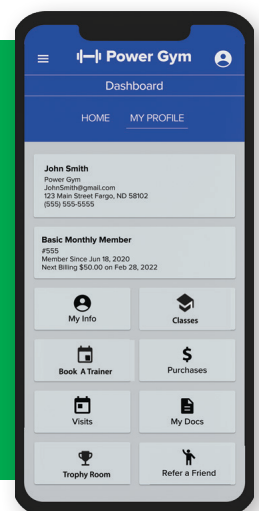 Power Gym
Dashboard
HOME MY PROFILE
John Smith
Power Gym
JohnSmith@gmail.com
123 Main Street Fargo, ND 58102
(555) 555-5555
Basic Monthly Member
#555
Member Since Jun 18, 2020
Next Billing $50.00 on Feb 28, 2022
My Info
Classes
Book A Trainer
Purchases
Visits
My Docs
Trophy Room
Refer a Friend